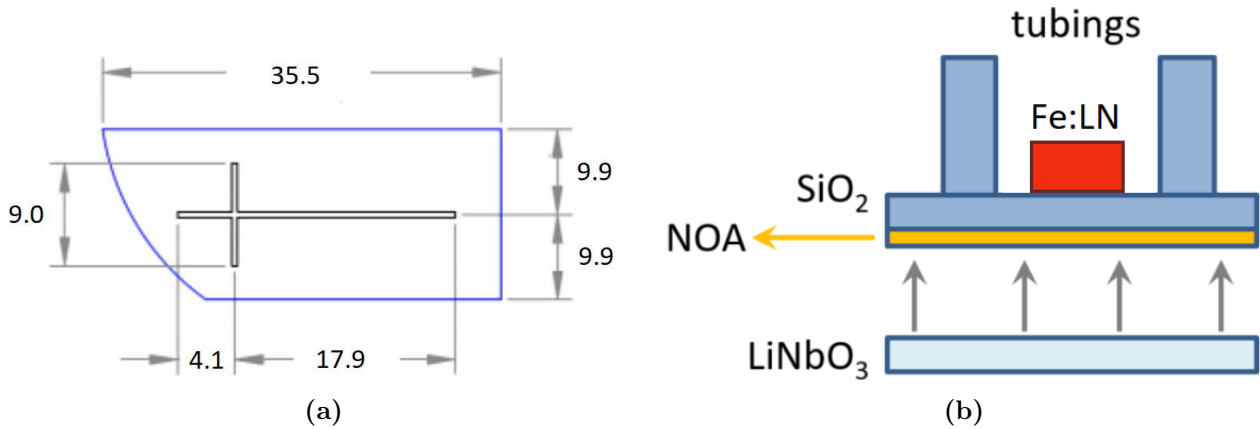 35.5
9.9
9.0
9.9
4.1
17.9
(a)
tubings
Fe:LN
SiO₂
NOA
LiNbO₃
(b)